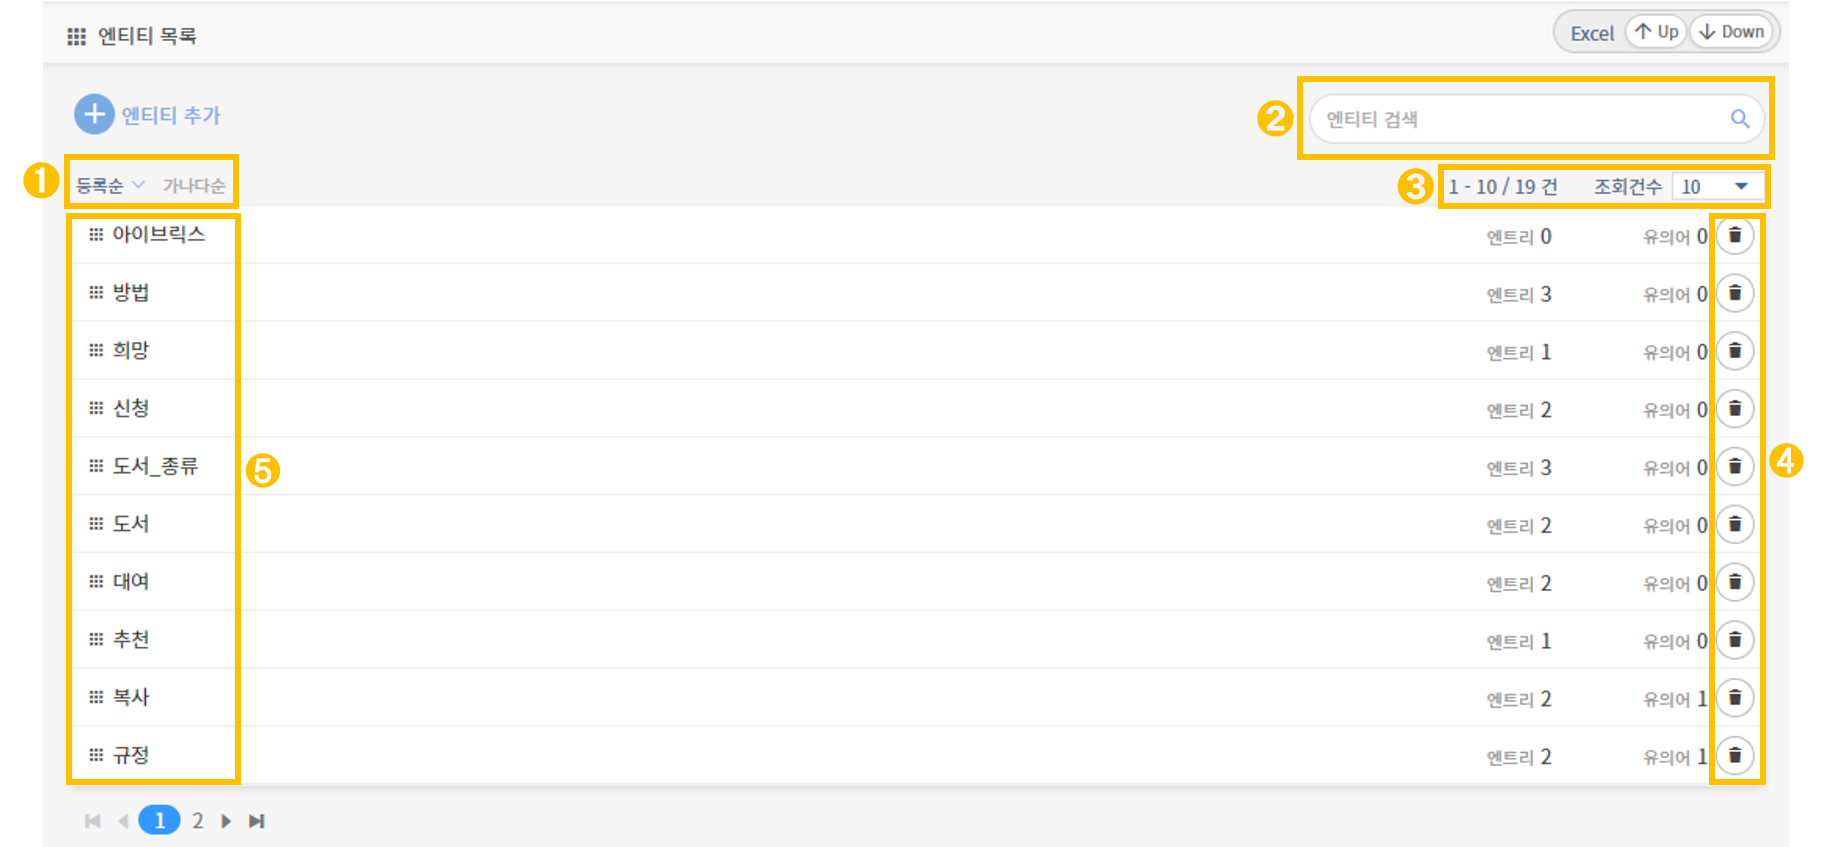 엔티티 목록 Excel Up Down
엔티티 추가
2 엔티티 검색
1 등록순 가나다순 3 1 - 10 / 19 건 조회건수 10
아이브릭스 엔트리 0 유의어 0
방법 엔트리 3 유의어 0
희망 엔트리 1 유의어 0
신청 엔트리 2 유의어 0
도서_종류 5 엔트리 3 유의어 0 4
도서 엔트리 2 유의어 0
대여 엔트리 2 유의어 0
추천 엔트리 1 유의어 0
복사 엔트리 2 유의어 1
규정 엔트리 2 유의어 1
1 2